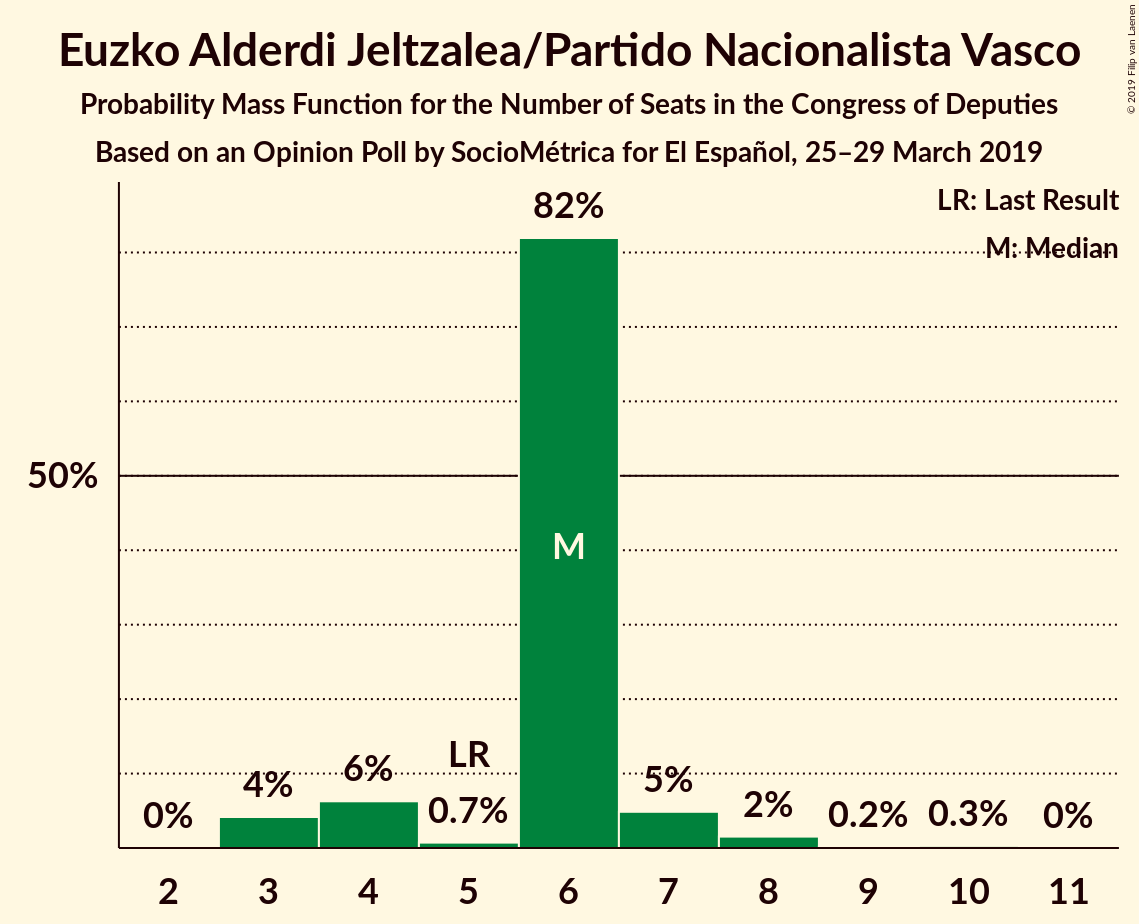 Euzko Alderdi Jeltzalea/Partido Nacionalista Vasco
Probability Mass Function for the Number of Seats in the Congress of Deputies
Based on an Opinion Poll by SocioMétrica for El Español, 25–29 March 2019
© 2019 Filip van Laenen
LR: Last Result
M: Median
82%
50%
M
LR
0%
4%
6%
0.7%
5%
2%
0.2%
0.3%
0%
2 3 4 5 6 7 8 9 10 11